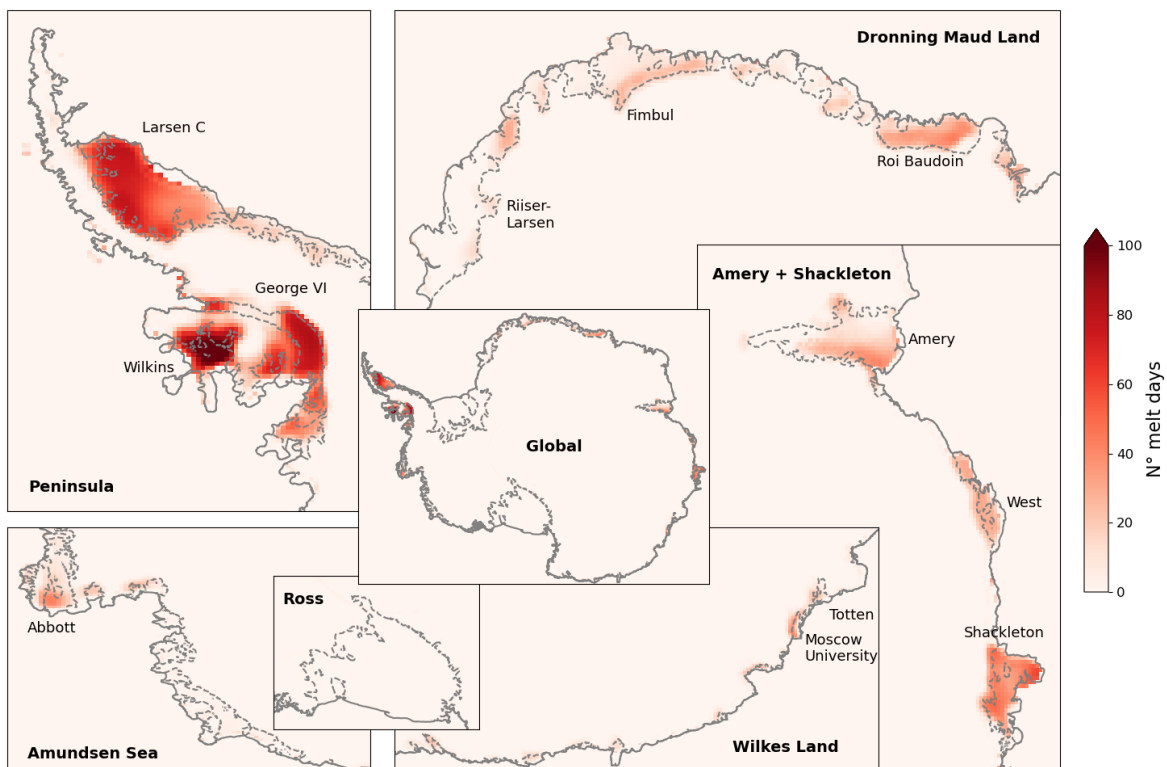 Dronning Maud Land
Larsen C
Fimbul
Roi Baudoin
Riiser-
Larsen
George VI
Wilkins
Peninsula
Amery + Shackleton
Amery
West
Shackleton
Global
Abbott
Ross
Amundsen Sea
Totten
Moscow
University
Wilkes Land
100
80
60
40
20
0
N° melt days